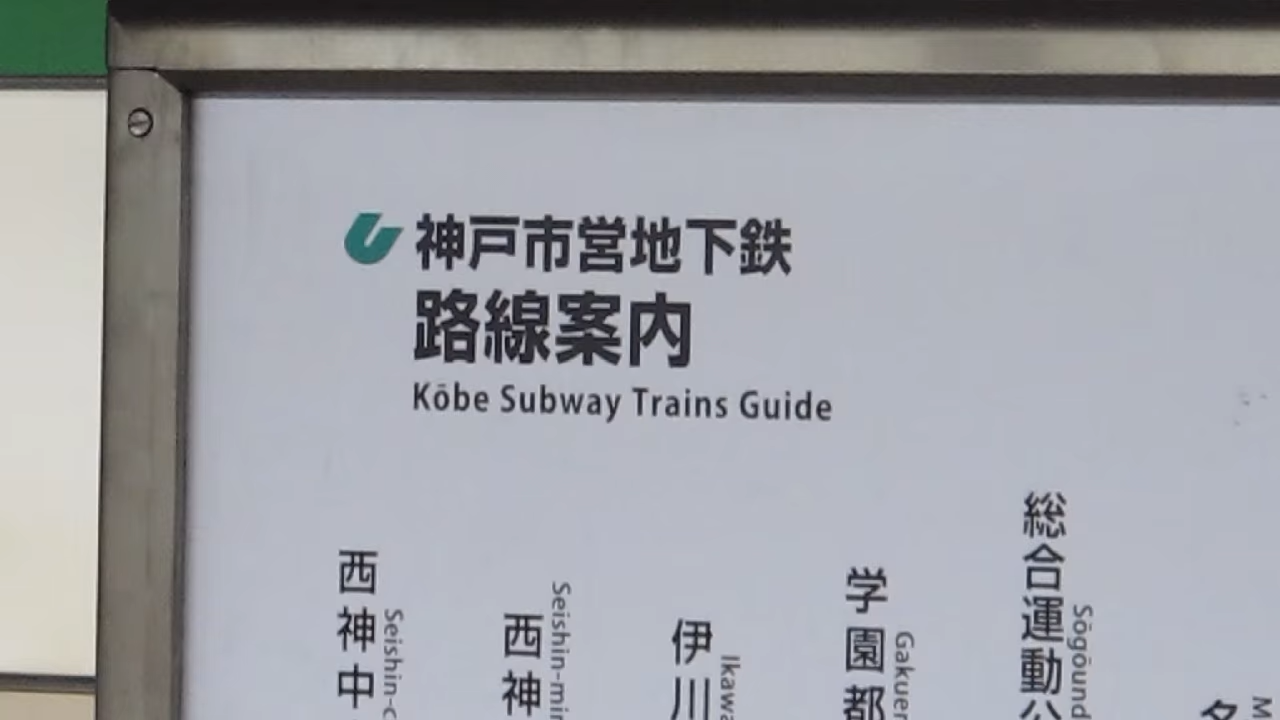 神戸市営地下鉄
路線案内
Kōbe Subway Trains Guide
西神中
Seishin-c
西神
Seishin-mi
伊川
Ikawa
学園都
Gakuen
総合運動公
Sōgōund
名
M